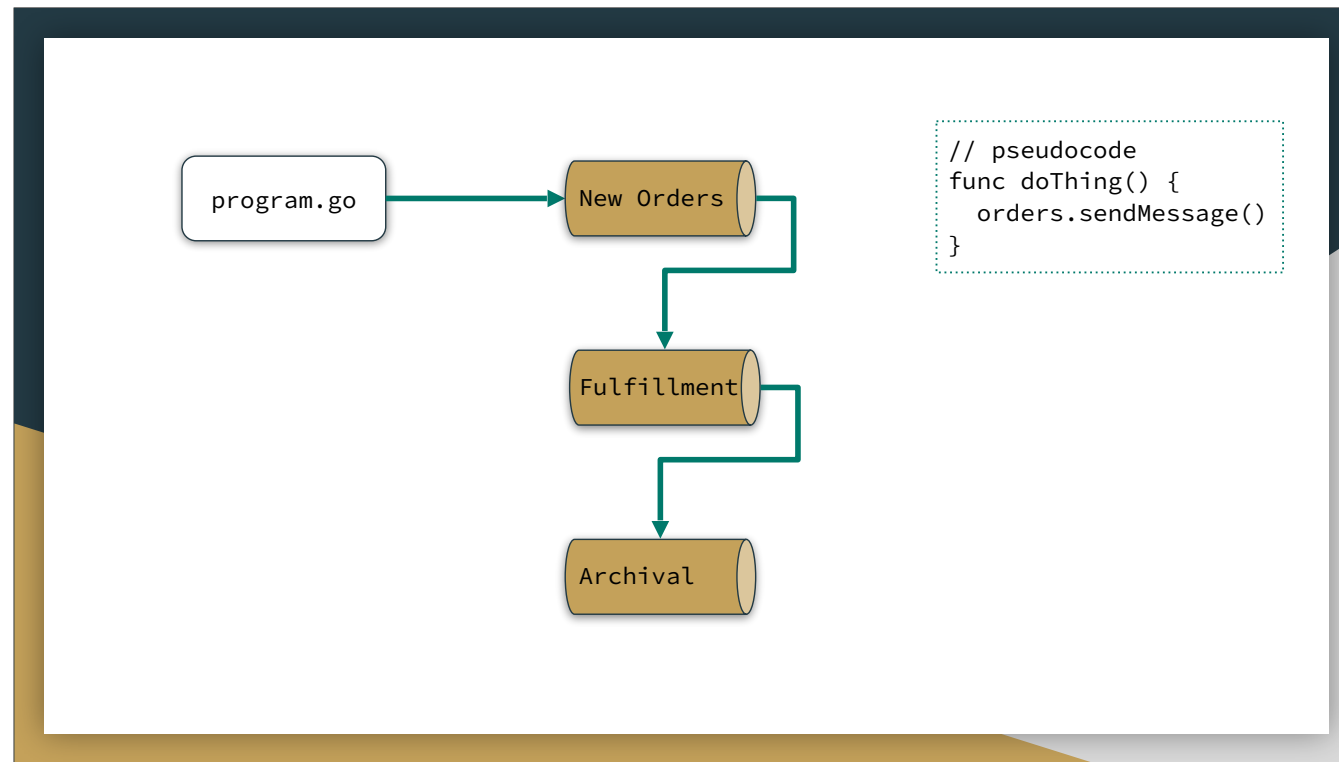 program.go
New Orders
// pseudocode
func doThing() {
  orders.sendMessage()
}
Fulfillment
Archival